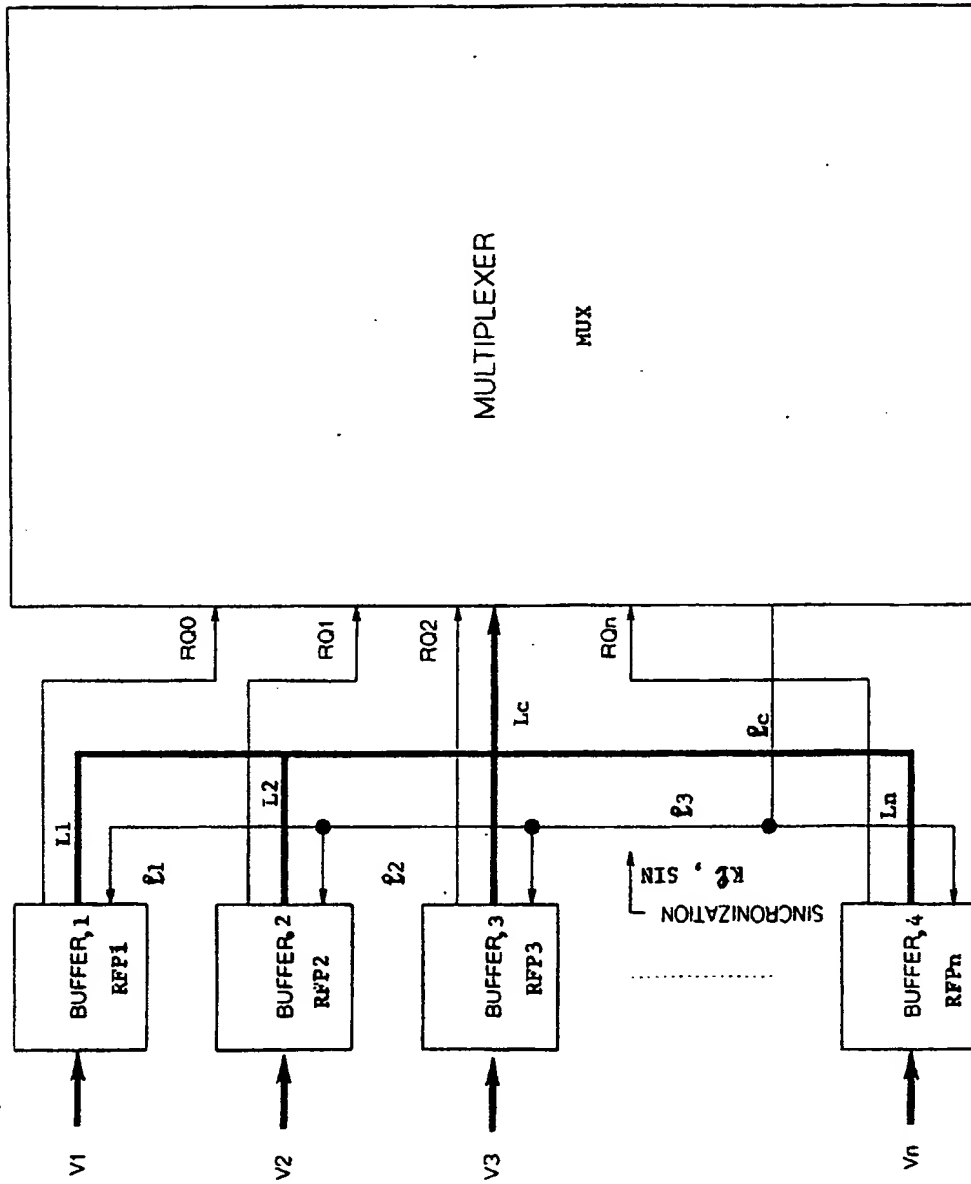 V1
V2
V3
Vn
BUFFER,1
RFP1
BUFFER,2
RFP2
BUFFER,3
RFP3
BUFFER,4
RFPn
L1
L2
Lc
Ln
ℓ1
ℓ2
ℓ3
ℓc
SINCRONIZATION
Kℓ, SIN
RQ0
RQ1
RQ2
RQn
MULTIPLEXER
MUX